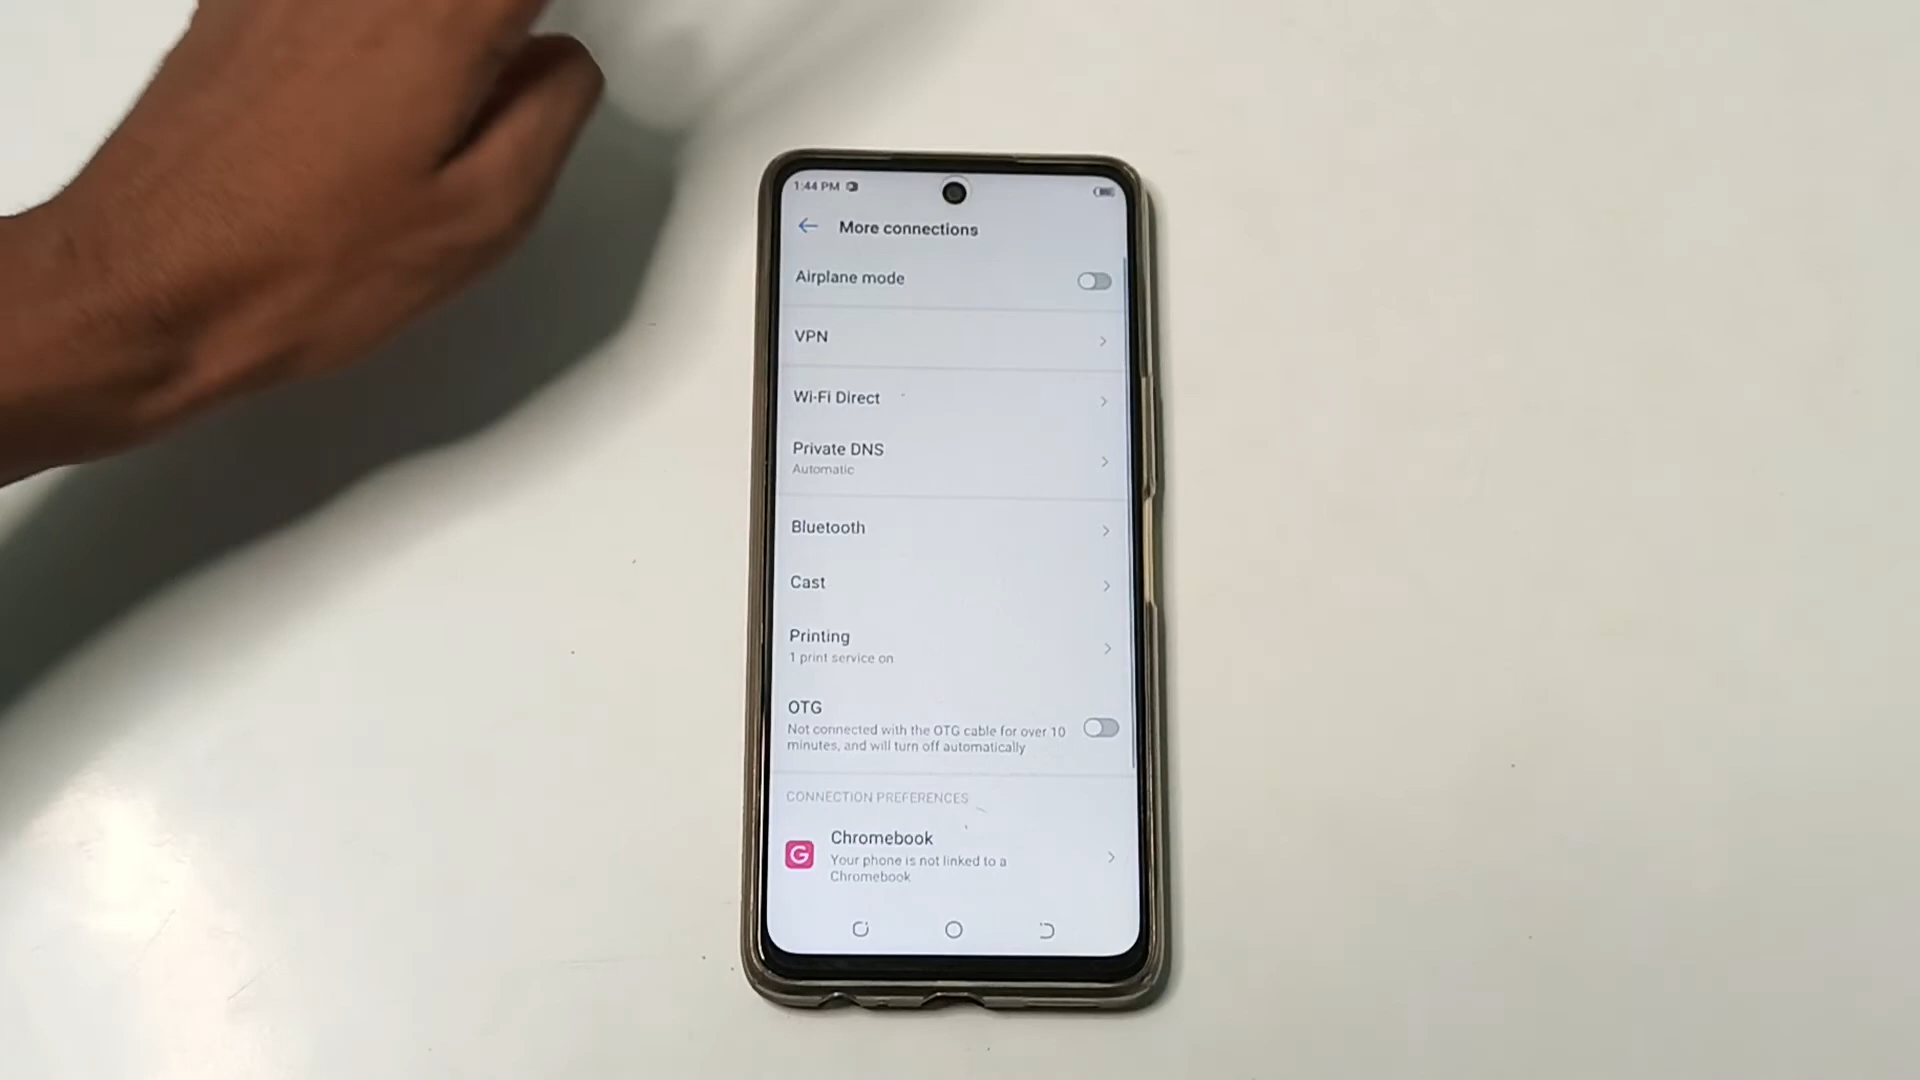 1:44 PM
More connections
Airplane mode
VPN
Wi-Fi Direct
Private DNS
Automatic
Bluetooth
Cast
Printing
1 print service on
OTG
Not connected with the OTG cable for over 10
minutes, and will turn off automatically
CONNECTION PREFERENCES
G
Chromebook
Your phone is not linked to a
Chromebook